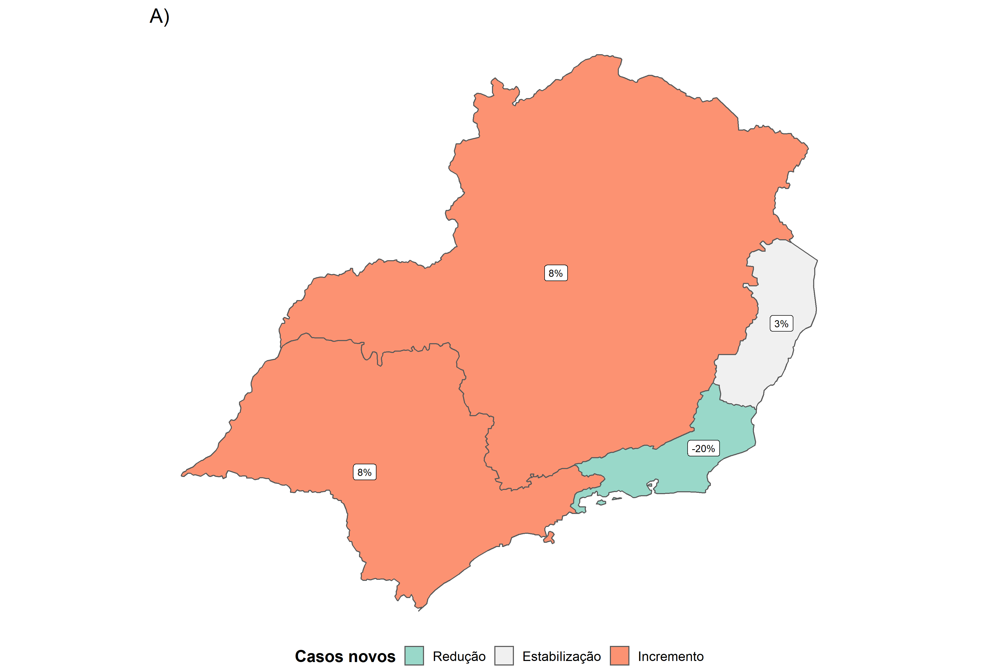 A)
8%
3%
-20%
8%
Casos novos Redução Estabilização Incremento